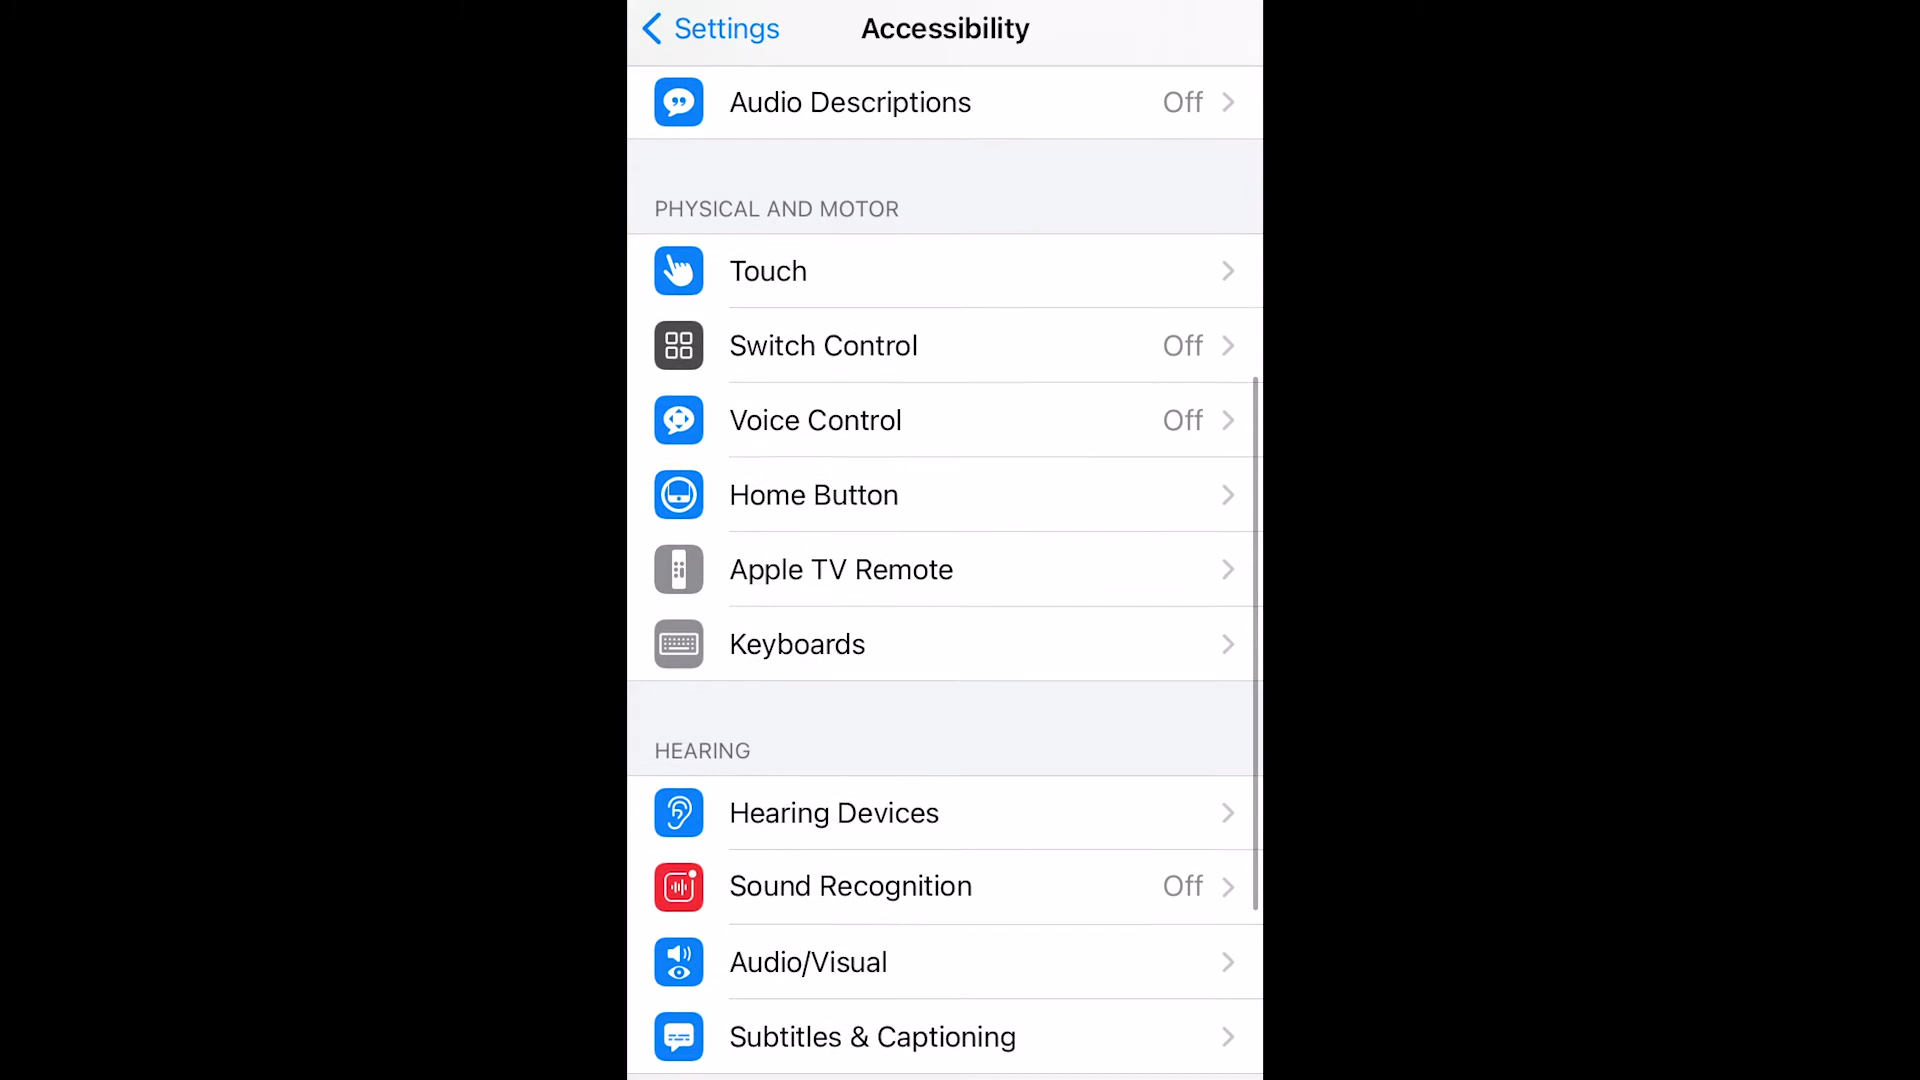 Settings
Accessibility
Audio Descriptions Off
PHYSICAL AND MOTOR
Touch
Switch Control Off
Voice Control Off
Home Button
Apple TV Remote
Keyboards
HEARING
Hearing Devices
Sound Recognition Off
Audio/Visual
Subtitles & Captioning